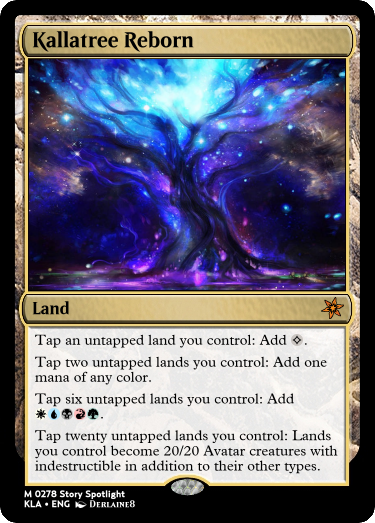 Kallatree Reborn
Land
Tap an untapped land you control: Add ◇.
Tap two untapped lands you control: Add one
mana of any color.
Tap six untapped lands you control: Add
.
Tap twenty untapped lands you control: Lands
you control become 20/20 Avatar creatures with
indestructible in addition to their other types.
M 0278 Story Spotlight
KLA • EN DERLAINE8